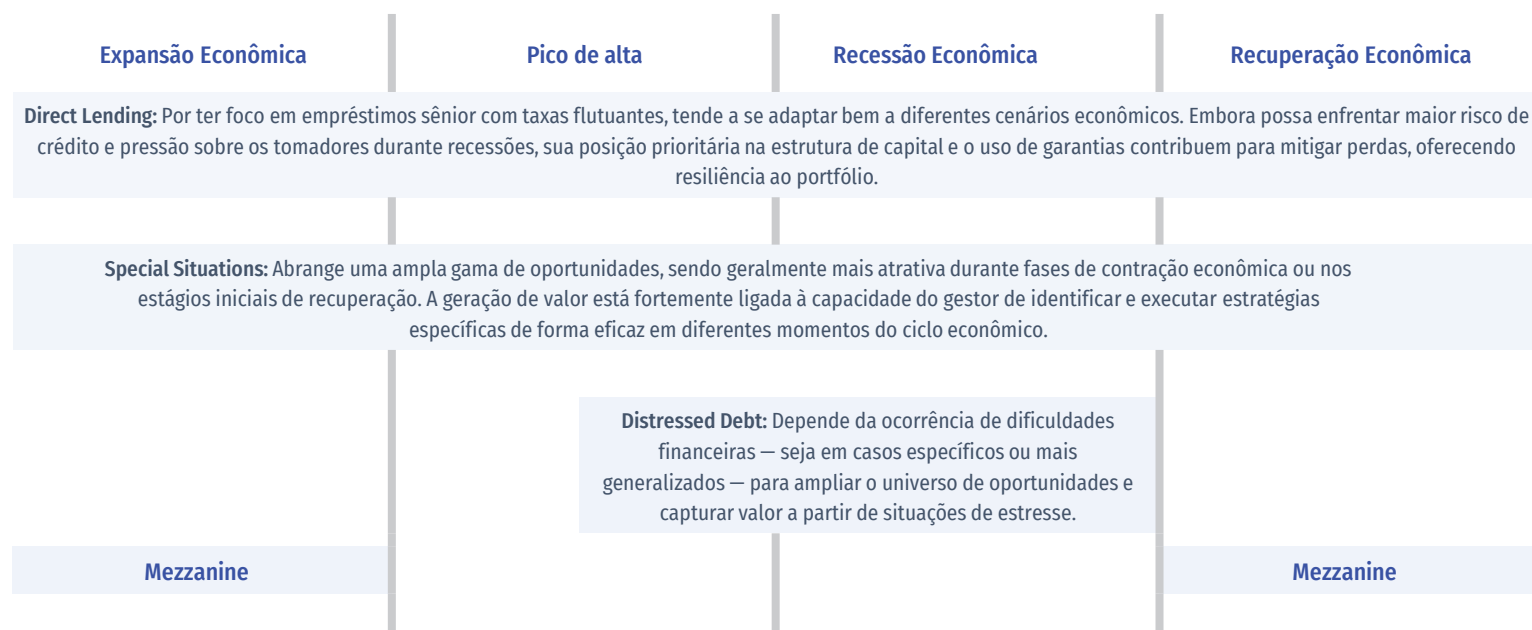 Expansão Econômica
Pico de alta
Recessão Econômica
Recuperação Econômica
Direct Lending: Por ter foco em empréstimos sênior com taxas flutuantes, tende a se adaptar bem a diferentes cenários econômicos. Embora possa enfrentar maior risco de
crédito e pressão sobre os tomadores durante recessões, sua posição prioritária na estrutura de capital e o uso de garantias contribuem para mitigar perdas, oferecendo
resiliência ao portfólio.
Special Situations: Abrange uma ampla gama de oportunidades, sendo geralmente mais atrativa durante fases de contração econômica ou nos
estágios iniciais de recuperação. A geração de valor está fortemente ligada à capacidade do gestor de identificar e executar estratégias
específicas de forma eficaz em diferentes momentos do ciclo econômico.
Distressed Debt: Depende da ocorrência de dificuldades
financeiras — seja em casos específicos ou mais
generalizados — para ampliar o universo de oportunidades e
capturar valor a partir de situações de estresse.
Mezzanine
Mezzanine